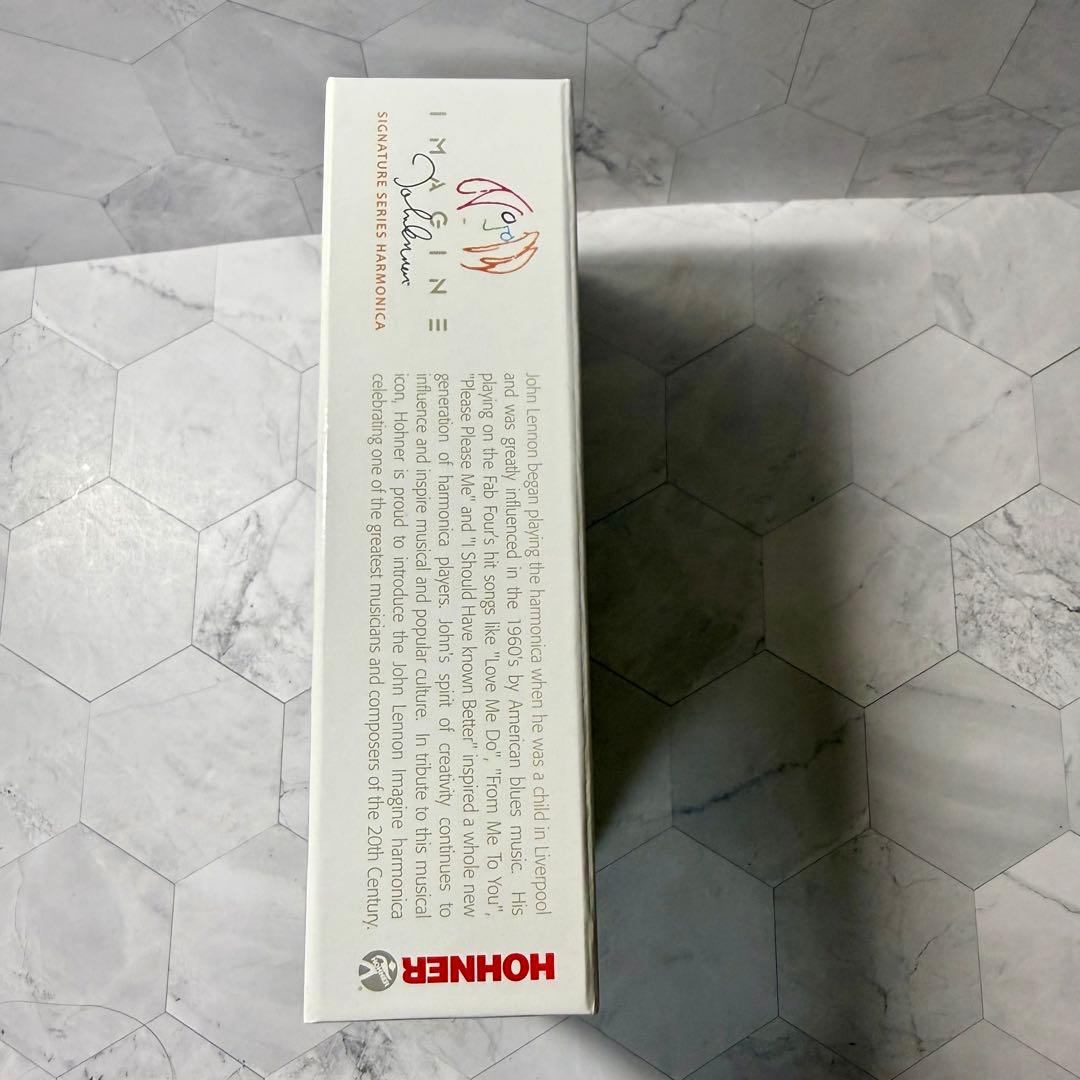 IMAGINE
John Lennon
SIGNATURE SERIES HARMONICA
John Lennon began playing the harmonica when he was a child in Liverpool
and was greatly influenced in the 1960's by American blues music. His
playing on the Fab Four's hit songs like "Love Me Do", "From Me To You",
"Please Please Me" and "I Should Have known Better" inspired a whole new
generation of harmonica players. John's spirit of creativity continues to
influence and inspire musical and popular culture. In tribute to this musical
icon, Hohner is proud to introduce the John Lennon Imagine harmonica
celebrating one of the greatest musicians and composers of the 20th Century.
HOHNER
HOHNER